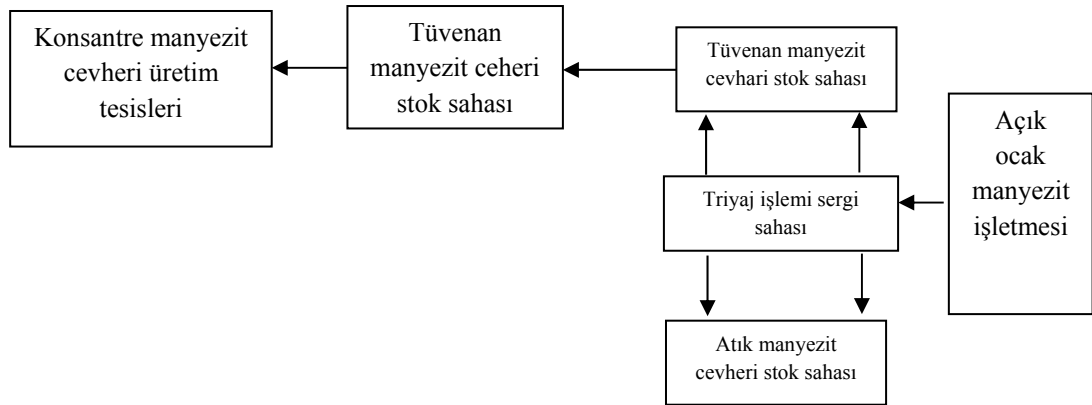 Konsantre manyezit
cevheri üretim
tesisleri
Tüvenan
manyezit ceheri
stok sahası
Tüvenan manyezit
cevhari stok sahası
Açık
ocak
manyezit
işletmesi
Triyaj işlemi sergi
sahası
Atık manyezit
cevheri stok sahası